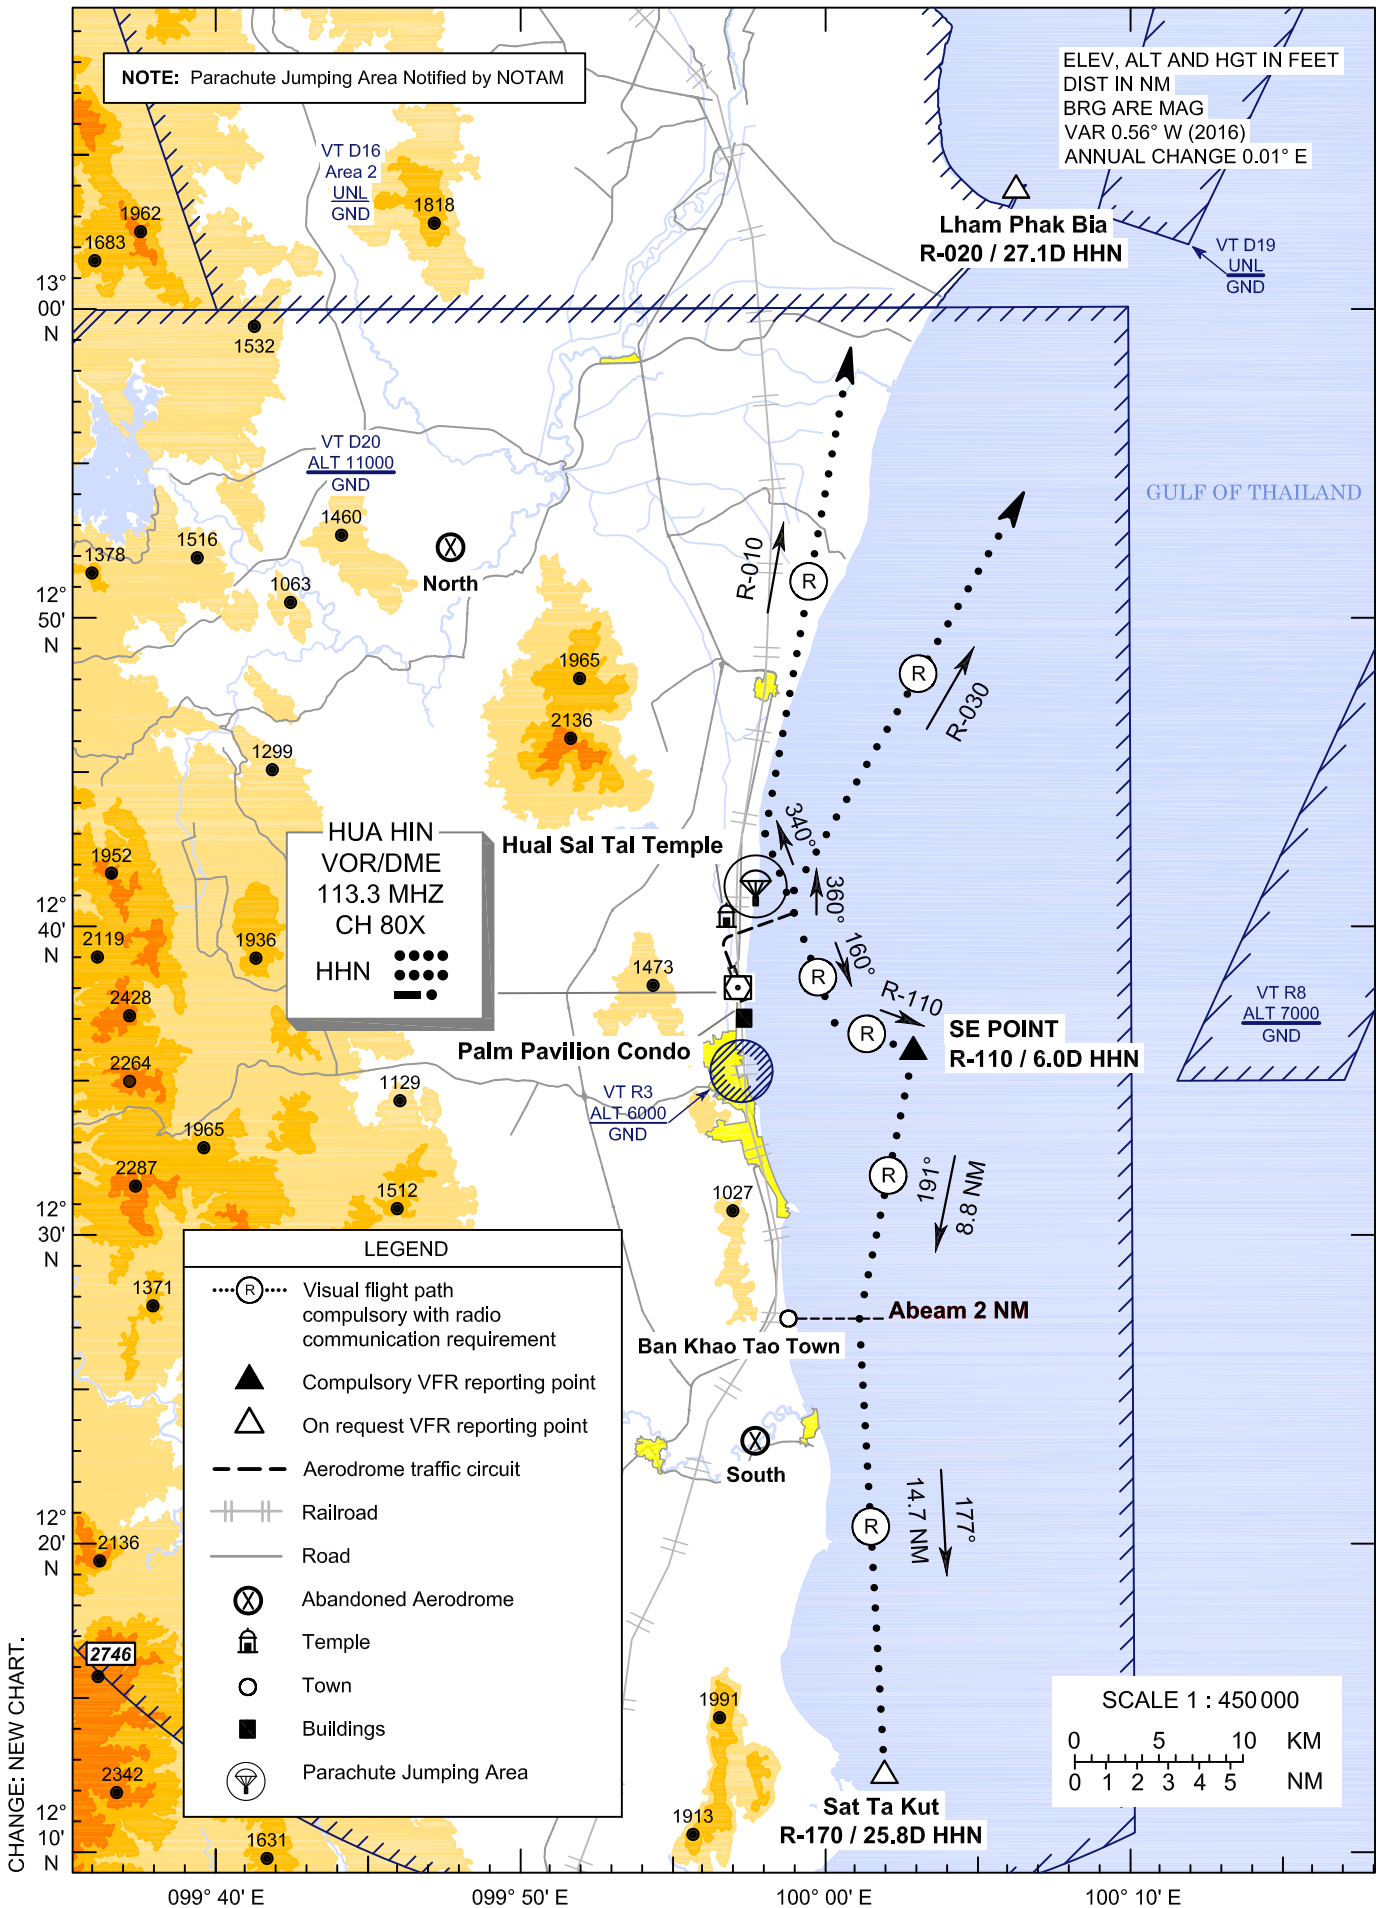 NOTE: Parachute Jumping Area Notified by NOTAM
ELEV, ALT AND HGT IN FEET
DIST IN NM
BRG ARE MAG
VAR 0.56° W (2016)
ANNUAL CHANGE 0.01° E
VT D16
Area 2
UNL
GND
1818
1962
1683
Lham Phak Bia
R-020 / 27.1D HHN
VT D19
UNL
GND
13°
00'
N
1532
VT D20
ALT 11000
GND
GULF OF THAILAND
1460
1516
1378
1063
North
R-010
R
12°
50'
N
1965
2136
R
R-030
1299
HUA HIN
VOR/DME
113.3 MHZ
CH 80X
HHN
Hual Sal Tal Temple
340°
360°
160°
1952
12°
40'
N
2119
1936
1473
R
R-110
R
SE POINT
R-110 / 6.0D HHN
VT R8
ALT 7000
GND
2428
Palm Pavilion Condo
2264
1129
VT R3
ALT 6000
GND
1965
2287
1512
1027
R
191°
8.8 NM
12°
30'
N
1371
Abeam 2 NM
Ban Khao Tao Town
South
12°
20'
N
2136
R
14.7 NM
177°
LEGEND
R
Visual flight path
compulsory with radio
communication requirement
Compulsory VFR reporting point
On request VFR reporting point
Aerodrome traffic circuit
Railroad
Road
Abandoned Aerodrome
Temple
Town
Buildings
Parachute Jumping Area
2746
1991
2342
1913
1631
Sat Ta Kut
R-170 / 25.8D HHN
SCALE 1 : 450 000
0 5 10 KM
0 1 2 3 4 5 NM
12°
10'
N
CHANGE: NEW CHART.
099° 40' E
099° 50' E
100° 00' E
100° 10' E